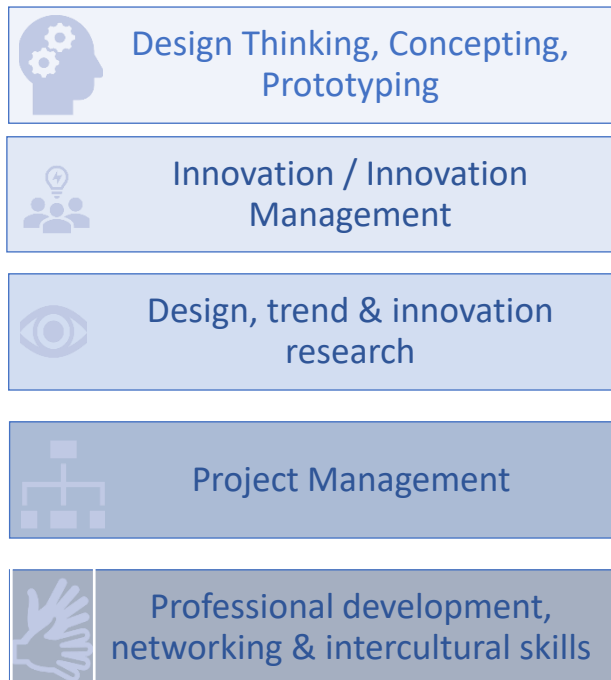 Design Thinking, Concepting,
Prototyping
Innovation / Innovation
Management
Design, trend & innovation
research
Project Management
Professional development,
networking & intercultural skills